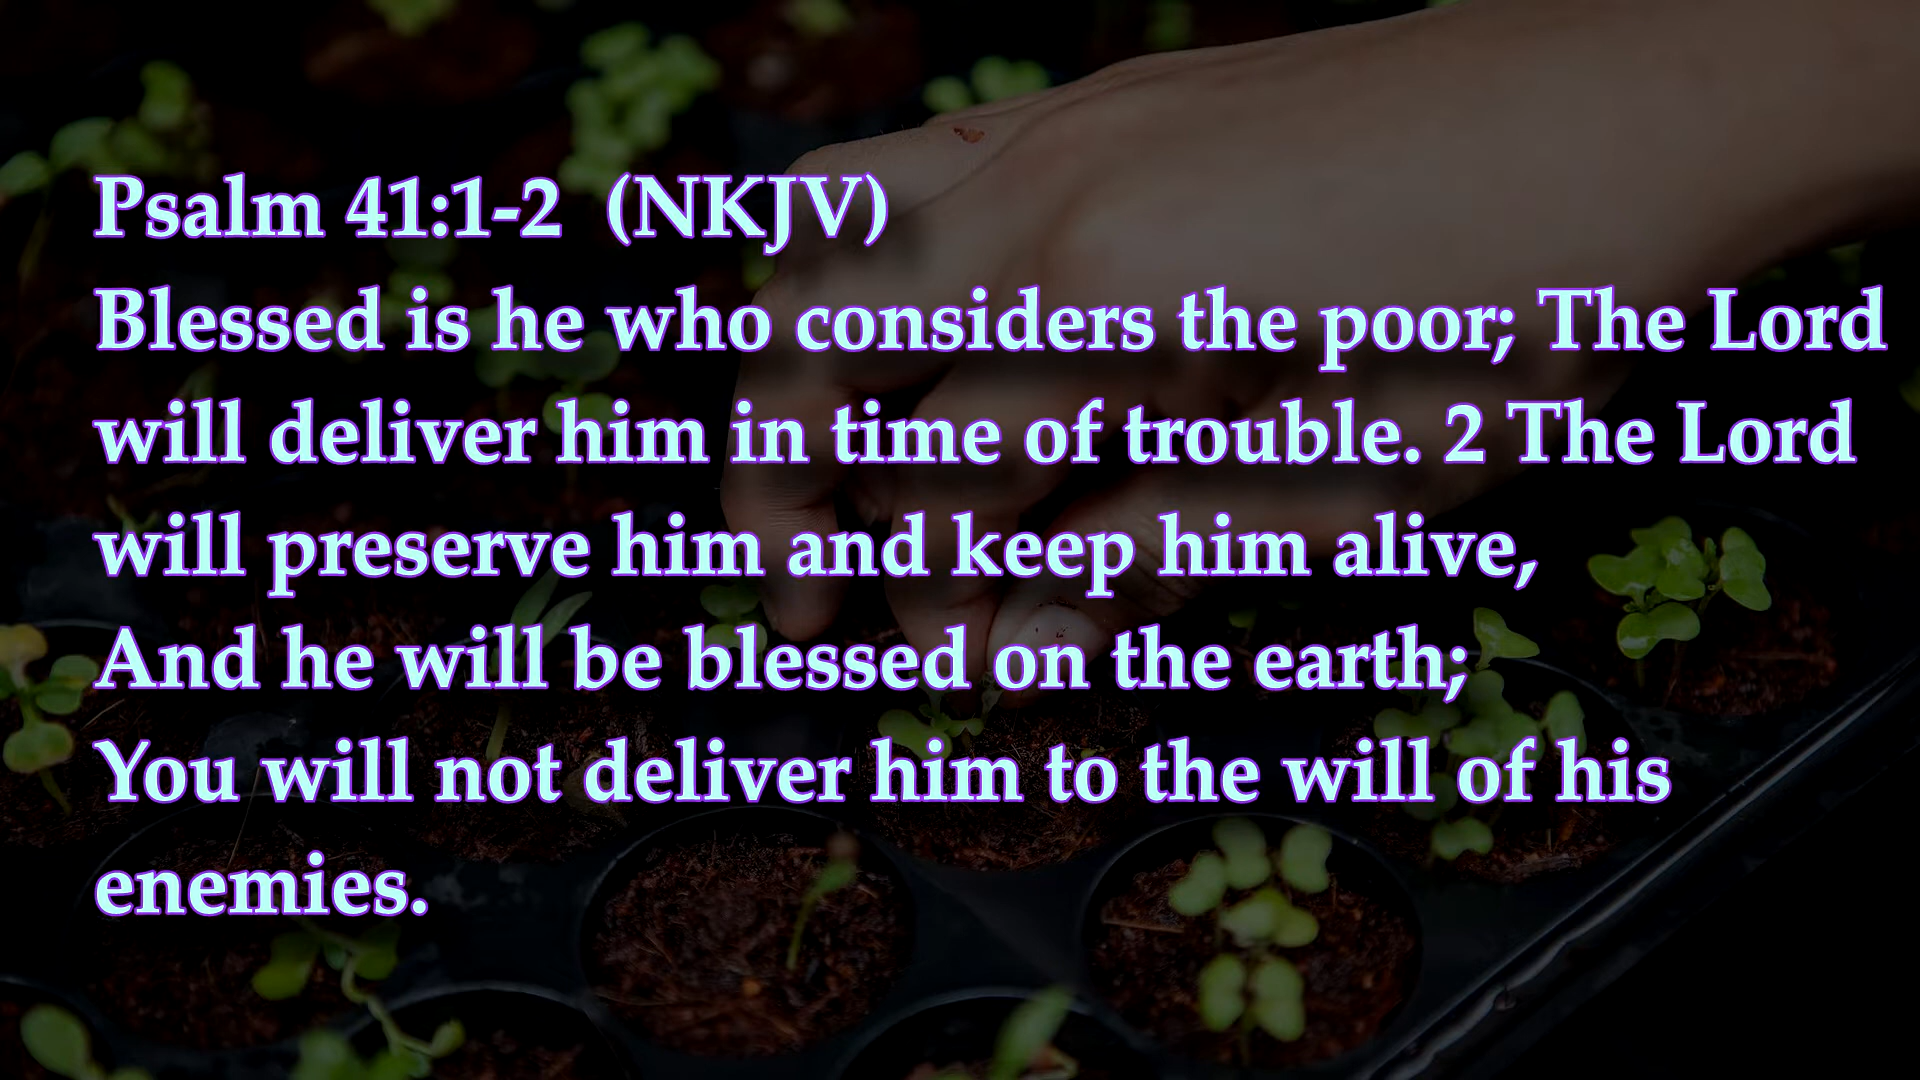 Psalm 41:1-2  (NKJV)
Blessed is he who considers the poor; The Lord
will deliver him in time of trouble. 2 The Lord
will preserve him and keep him alive,
And he will be blessed on the earth;
You will not deliver him to the will of his
enemies.